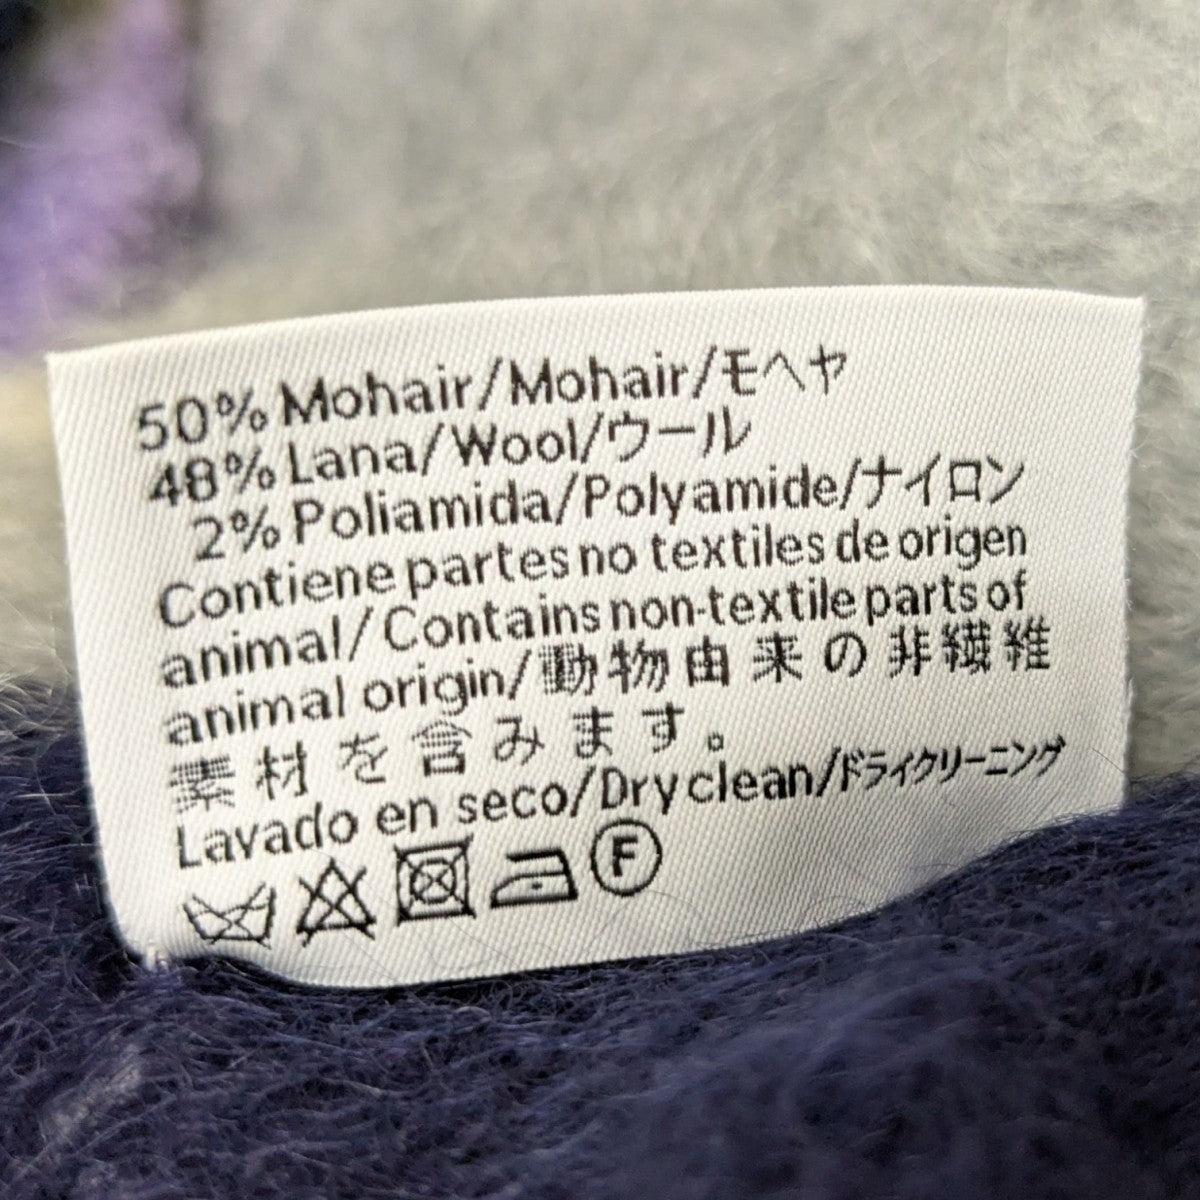 50% Mohair/Mohair/モヘヤ
48% Lana/Wool/ウール
2% Poliamida/Polyamide/ナイロン
Contiene partes no textiles de origen
animal/Contains non-textile parts of
animal origin/動物由来の非繊維
素材を含みます。
Lavado en seco/Dry clean/ドライクリーニング
F